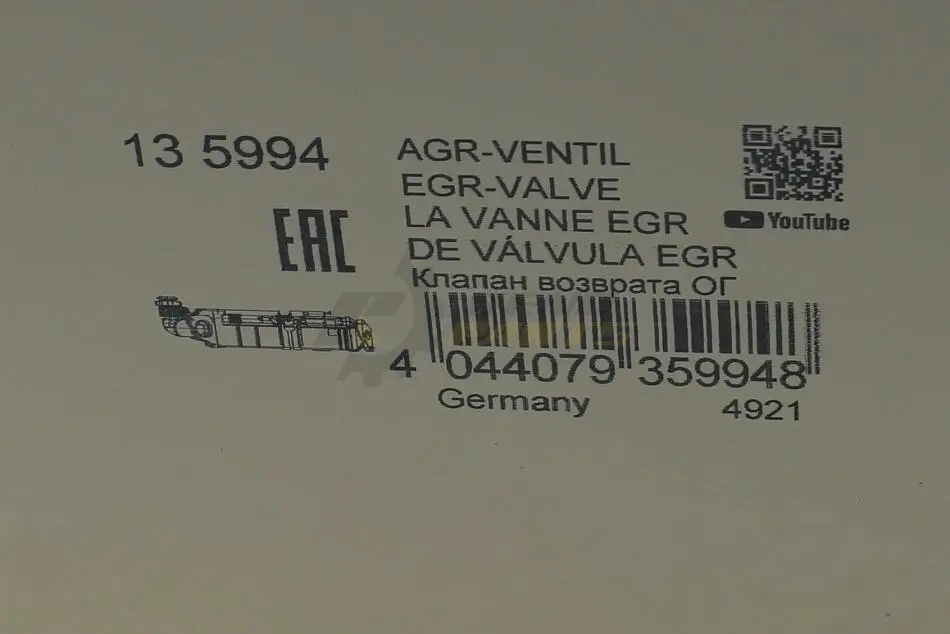 13 5994
AGR-VENTIL
EGR-VALVE
LA VANNE EGR
DE VÁLVULA EGR
Клапан возврата ОГ
EAC
YouTube
4 044079 359948
Germany
4921